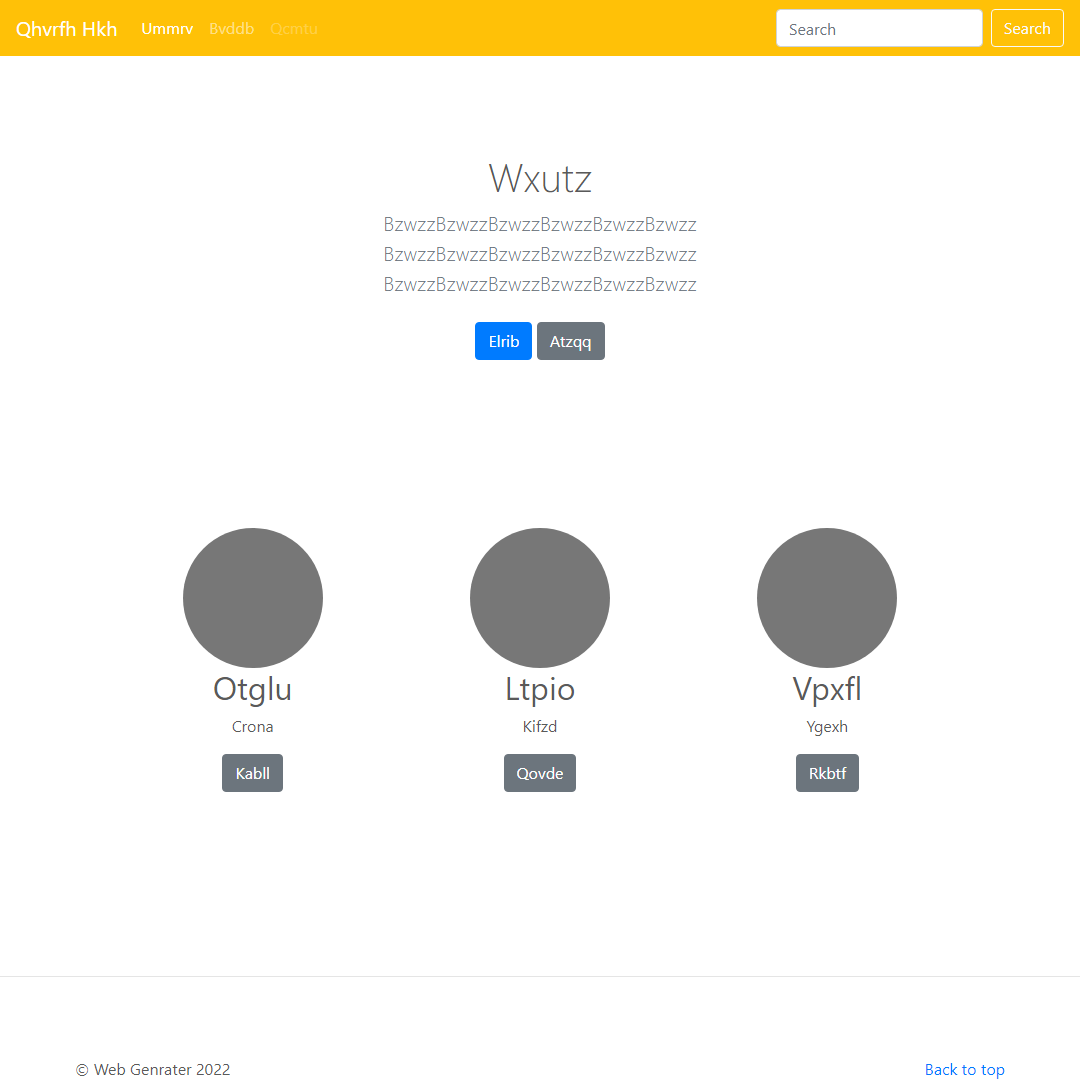 Qhvrfh Hkh Ummrv Bvddb Qcmtu Search Search
Wxutz
BzwzzBzwzzBzwzzBzwzzBzwzzBzwzz
BzwzzBzwzzBzwzzBzwzzBzwzzBzwzz
BzwzzBzwzzBzwzzBzwzzBzwzzBzwzz
Elrib Atzqq
Otglu Ltpio Vpxfl
Crona Kifzd Ygexh
Kabll Qovde Rkbtf
© Web Genrater 2022 Back to top